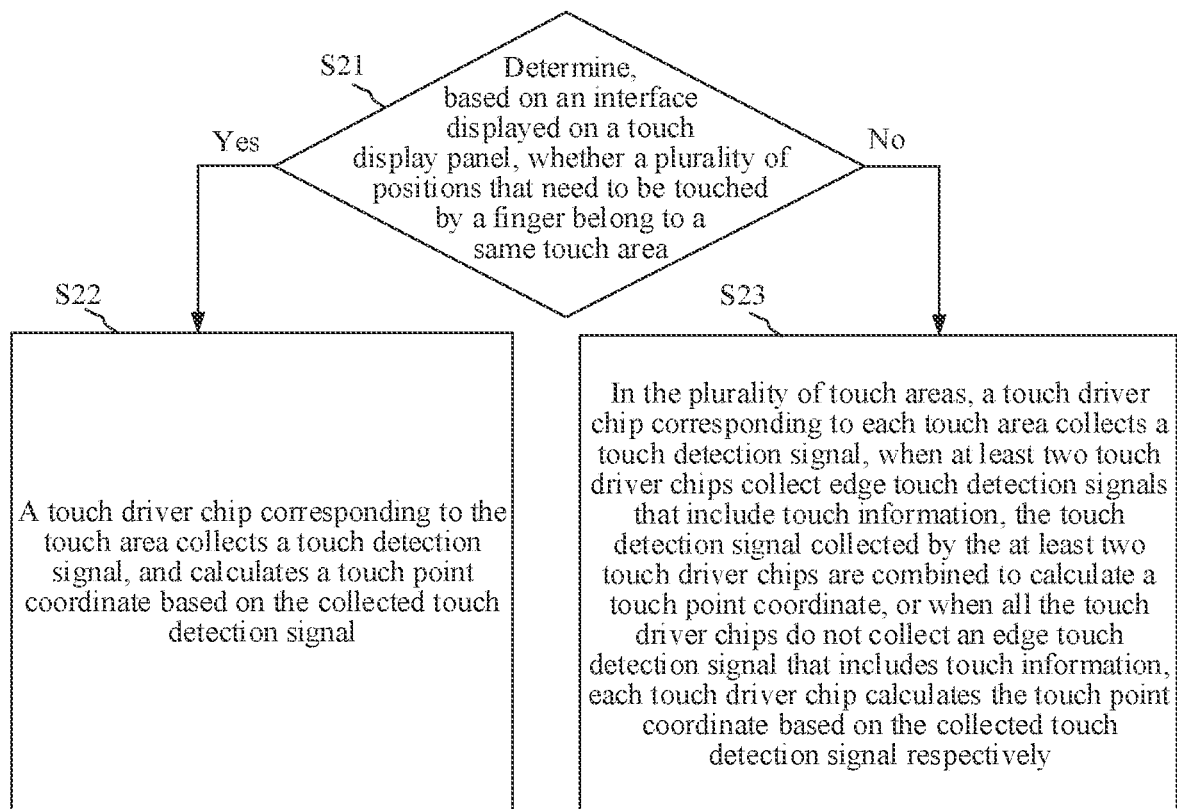 S21
Determine,
based on an interface
displayed on a touch
display panel, whether a plurality of
positions that need to be touched
by a finger belong to a
same touch area
Yes
No
S22
A touch driver chip corresponding to the
touch area collects a touch detection
signal, and calculates a touch point
coordinate based on the collected touch
detection signal
S23
In the plurality of touch areas, a touch driver
chip corresponding to each touch area collects a
touch detection signal, when at least two touch
driver chips collect edge touch detection signals
that include touch information, the touch
detection signal collected by the at least two
touch driver chips are combined to calculate a
touch point coordinate, or when all the touch
driver chips do not collect an edge touch
detection signal that includes touch information,
each touch driver chip calculates the touch point
coordinate based on the collected touch
detection signal respectively